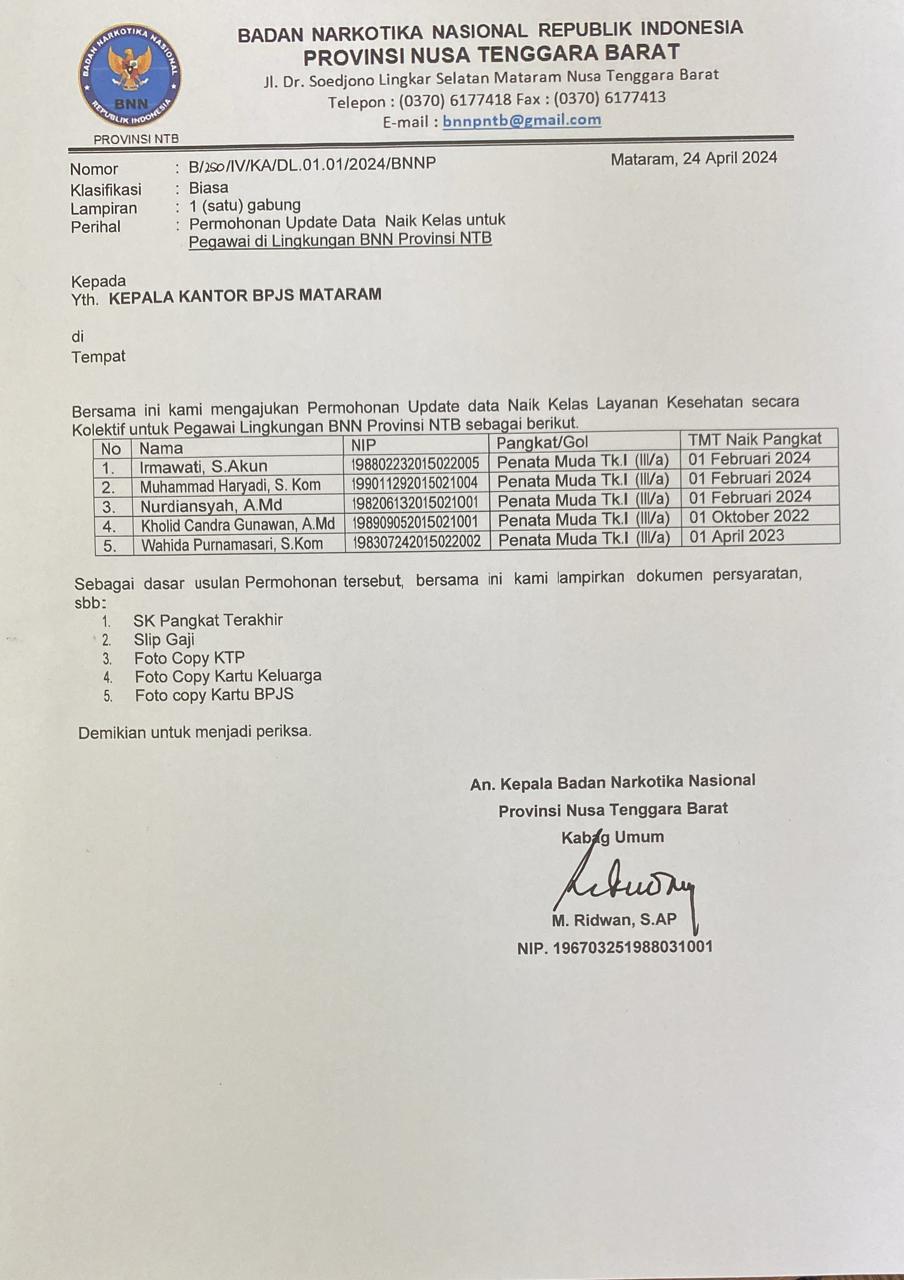 BADAN NARKOTIKA NASIONAL
BNN
REPUBLIK INDONESIA
PROVINSI NTB
BADAN NARKOTIKA NASIONAL REPUBLIK INDONESIA
PROVINSI NUSA TENGGARA BARAT
Jl. Dr. Soedjono Lingkar Selatan Mataram Nusa Tenggara Barat
Telepon : (0370) 6177418 Fax : (0370) 6177413
E-mail : bnnpntb@gmail.com
Mataram, 24 April 2024
Nomor : B/250/IV/KA/DL.01.01/2024/BNNP
Klasifikasi : Biasa
Lampiran : 1 (satu) gabung
Perihal : Permohonan Update Data Naik Kelas untuk
Pegawai di Lingkungan BNN Provinsi NTB
Kepada
Yth. KEPALA KANTOR BPJS MATARAM
di
Tempat
Bersama ini kami mengajukan Permohonan Update data Naik Kelas Layanan Kesehatan secara
Kolektif untuk Pegawai Lingkungan BNN Provinsi NTB sebagai berikut.
No Nama NIP Pangkat/Gol TMT Naik Pangkat
1. Irmawati, S.Akun 198802232015022005 Penata Muda Tk.I (III/a) 01 Februari 2024
2. Muhammad Haryadi, S. Kom 199011292015021004 Penata Muda Tk.I (III/a) 01 Februari 2024
3. Nurdiansyah, A.Md 198206132015021001 Penata Muda Tk.I (III/a) 01 Februari 2024
4. Kholid Candra Gunawan, A.Md 198909052015021001 Penata Muda Tk.I (III/a) 01 Oktober 2022
5. Wahida Purnamasari, S.Kom 198307242015022002 Penata Muda Tk.I (III/a) 01 April 2023
Sebagai dasar usulan Permohonan tersebut, bersama ini kami lampirkan dokumen persyaratan,
sbb:
1. SK Pangkat Terakhir
2. Slip Gaji
3. Foto Copy KTP
4. Foto Copy Kartu Keluarga
5. Foto copy Kartu BPJS
Demikian untuk menjadi periksa.
An. Kepala Badan Narkotika Nasional
Provinsi Nusa Tenggara Barat
Kabag Umum
M. Ridwan, S.AP
NIP. 196703251988031001